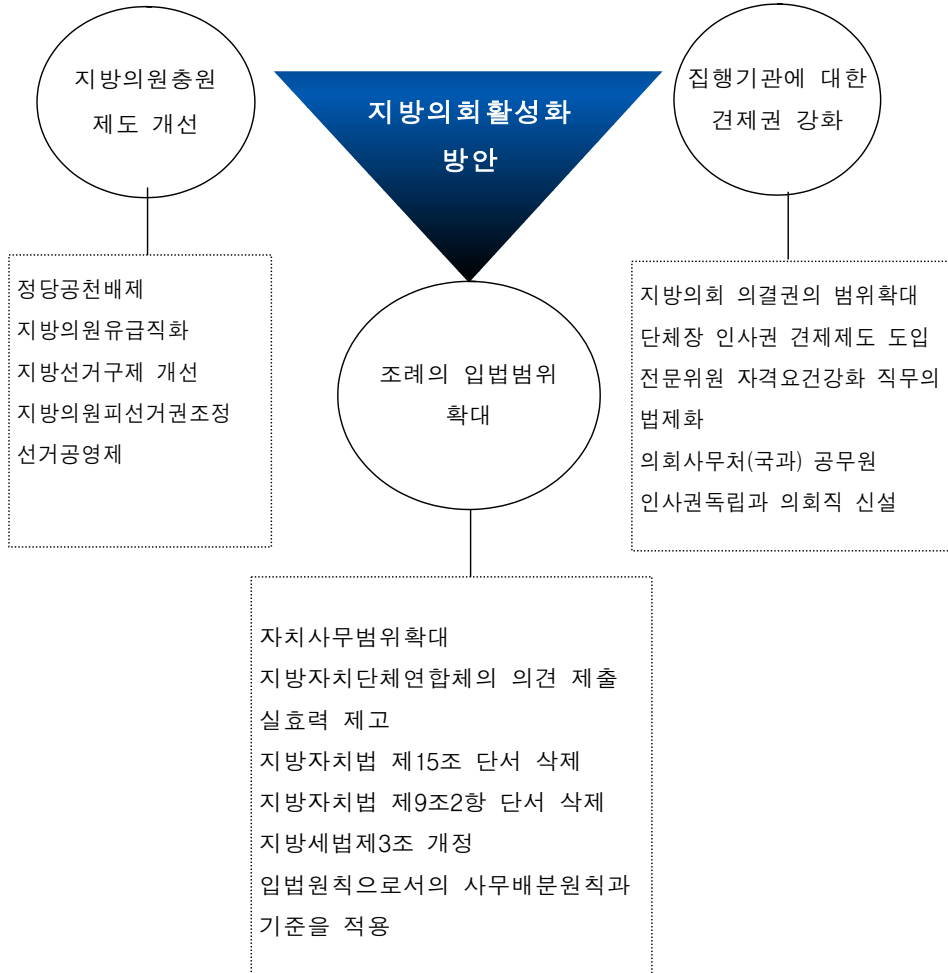 지방의원충원
제도 개선
지방의회활성화
방안
집행기관에 대한
견제권 강화
정당공천배제
지방의원유급직화
지방선거구제 개선
지방의원피선거권조정
선거공영제
조례의 입법범위
확대
지방의회 의결권의 범위확대
단체장 인사권 견제제도 도입
전문위원 자격요건강화 직무의
법제화
의회사무처(국과) 공무원
인사권독립과 의회직 신설
자치사무범위확대
지방자치단체연합체의 의견 제출
실효력 제고
지방자치법 제15조 단서 삭제
지방자치법 제9조2항 단서 삭제
지방세법제3조 개정
입법원칙으로서의 사무배분원칙과
기준을 적용